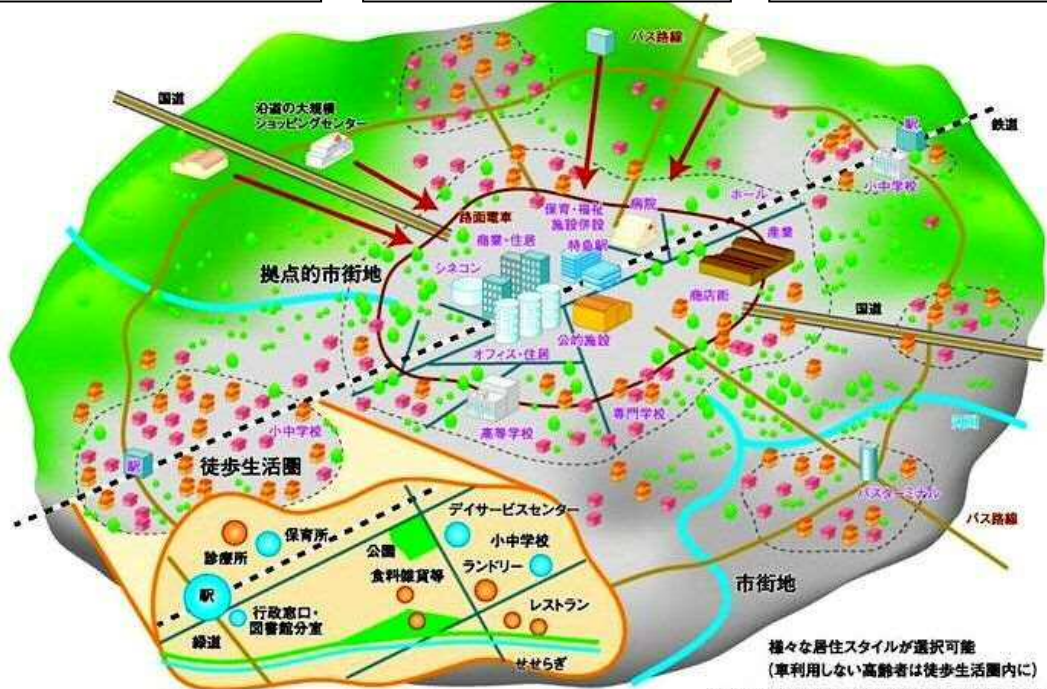 バス路線
国道
沿道の大規模
ショッピングセンター
駅
鉄道
小中学校
路面電車
保育・福祉
施設併設
病院
ホール
特急駅
産業
商業・住居
シネコン
拠点的市街地
商店街
国道
公的施設
オフィス・住居
専門学校
高等学校
河川
小中学校
駅
徒歩生活圏
バスターミナル
バス路線
市街地
デイサービスセンター
保育所
診療所
公園
小中学校
食料雑貨等
ランドリー
駅
行政窓口・
図書館分室
レストラン
緑道
せせらぎ
様々な居住スタイルが選択可能
(車利用しない高齢者は徒歩生活圏内に)